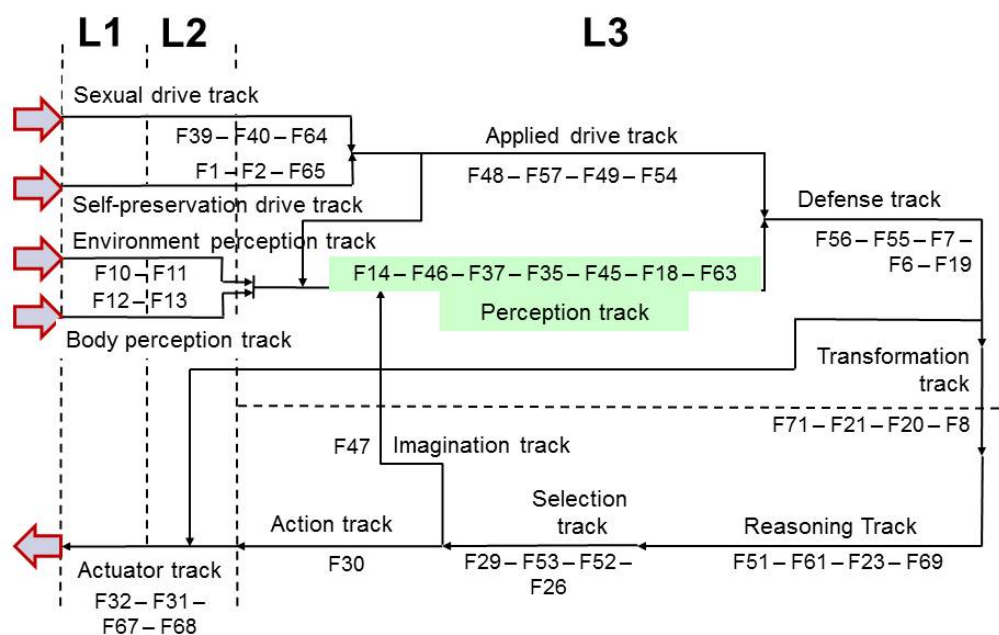 L1 L2 L3
Sexual drive track
F39 – F40 – F64
Applied drive track
F1 – F2 – F65
F48 – F57 – F49 – F54
Self-preservation drive track
Defense track
Environment perception track
F56 – F55 – F7 –
F6 – F19
F10 – F11
F14 – F46 – F37 – F35 – F45 – F18 – F63
F12 – F13
Perception track
Body perception track
Transformation
track
F71 – F21 – F20 – F8
F47
Imagination track
Selection
track
Action track
Reasoning Track
F30
F29 – F53 – F52 –
F26
F51 – F61 – F23 – F69
Actuator track
F32 – F31 –
F67 – F68